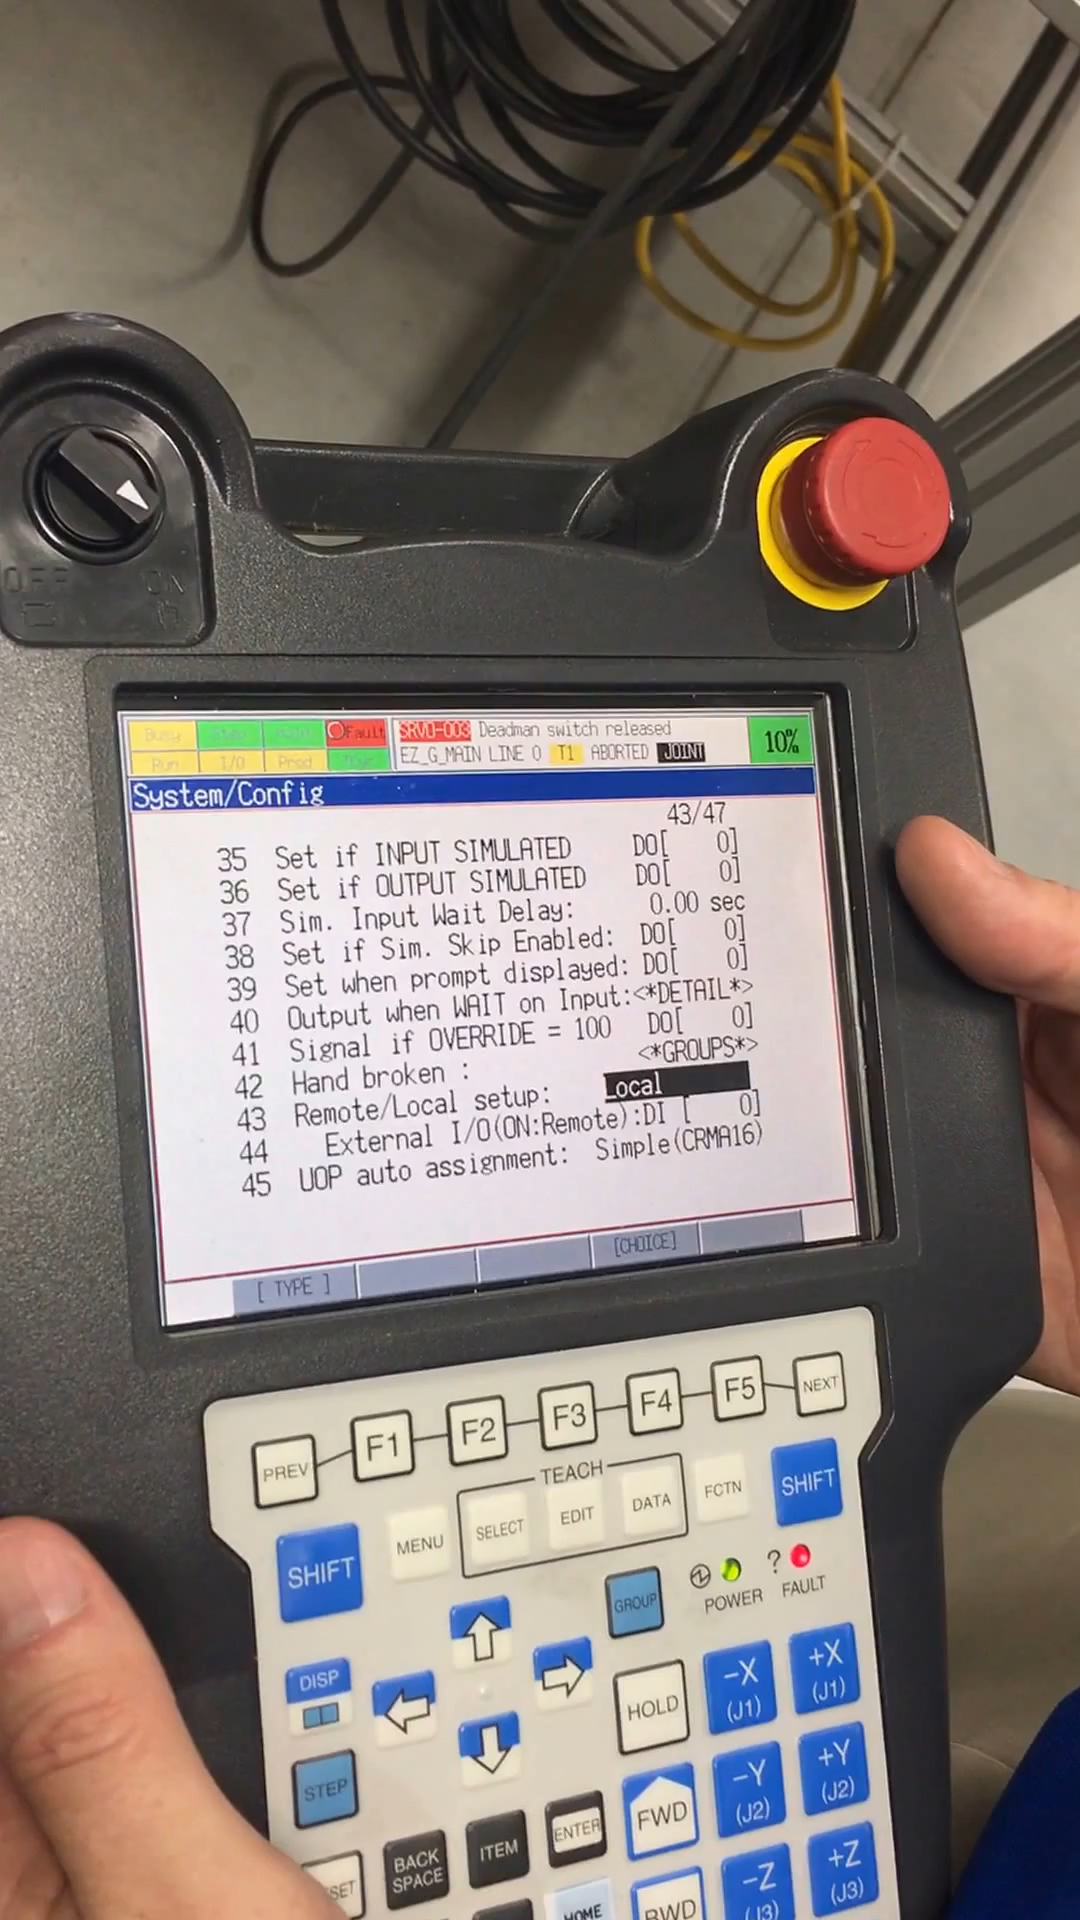 OFF ON
Busy Step Hold Fault SRVO-003 Deadman switch released
Run I/O Prod TCyc EZ_G_MAIN LINE 0 T1 ABORTED JOINT 10%
System/Config
43/47
35 Set if INPUT SIMULATED DO[ 0]
36 Set if OUTPUT SIMULATED DO[ 0]
37 Sim. Input Wait Delay: 0.00 sec
38 Set if Sim. Skip Enabled: DO[ 0]
39 Set when prompt displayed: DO[ 0]
40 Output when WAIT on Input:<*DETAIL*>
41 Signal if OVERRIDE = 100 DO[ 0]
42 Hand broken : <*GROUPS*>
43 Remote/Local setup: Local
44 External I/O(ON:Remote):DI [ 0]
45 UOP auto assignment: Simple(CRMA16)
[ TYPE ] [CHOICE]
PREV F1 F2 F3 F4 F5 NEXT
TEACH
SHIFT MENU SELECT EDIT DATA FCTN SHIFT
GROUP POWER ? FAULT
DISP
HOLD -X (J1) +X (J1)
STEP
FWD -Y (J2) +Y (J2)
BACK SPACE ITEM ENTER
HOME BWD -Z (J3) +Z (J3)